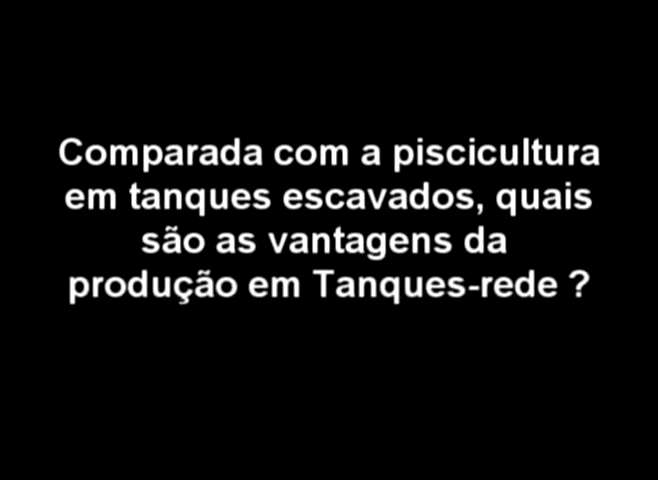 Comparada com a piscicultura
em tanques escavados, quais
são as vantagens da
produção em Tanques-rede ?